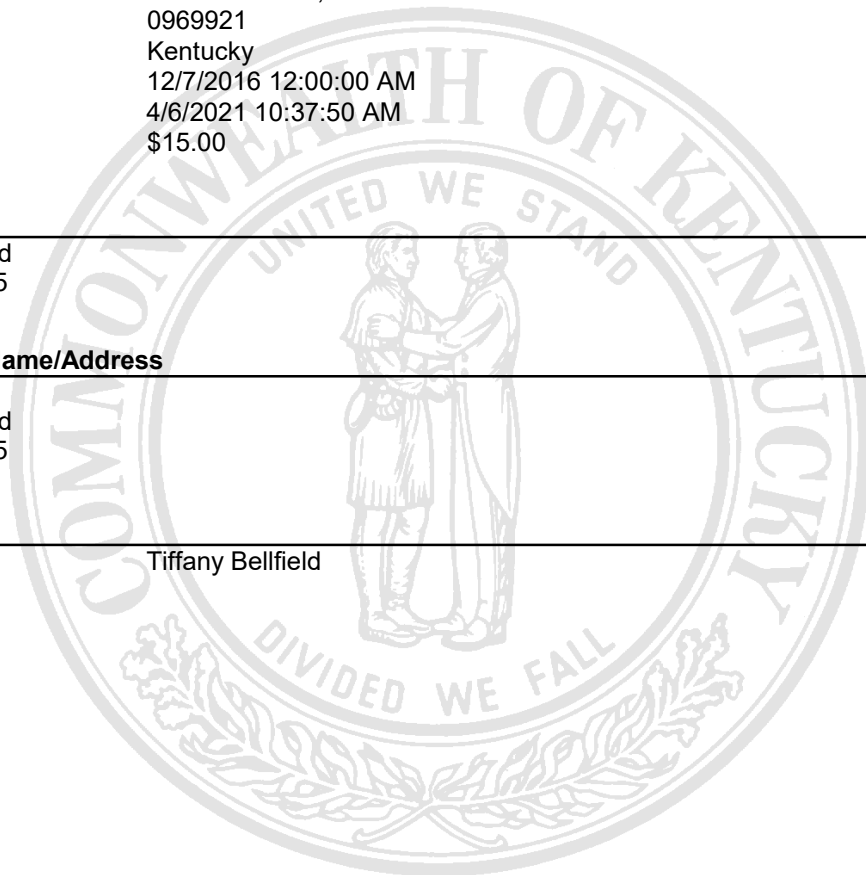 0969921
Kentucky
12/7/2016 12:00:00 AM
4/6/2021 10:37:50 AM
$15.00
COMMONWEALTH OF KENTUCKY
UNITED WE STAND
d
5
ame/Address
d
5
Tiffany Bellfield
DIVIDED WE FALL